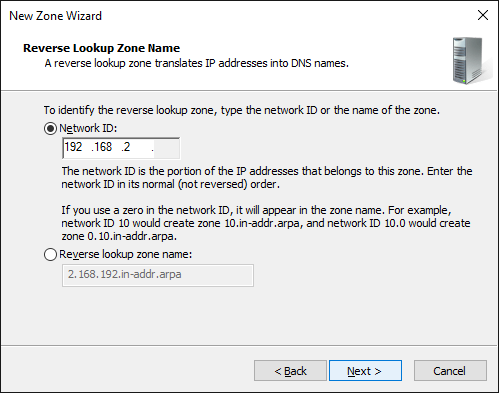 New Zone Wizard
Reverse Lookup Zone Name
A reverse lookup zone translates IP addresses into DNS names.
To identify the reverse lookup zone, type the network ID or the name of the zone.
Network ID:
192 .168 .2 .
The network ID is the portion of the IP addresses that belongs to this zone. Enter the
network ID in its normal (not reversed) order.
If you use a zero in the network ID, it will appear in the zone name. For example,
network ID 10 would create zone 10.in-addr.arpa, and network ID 10.0 would create
zone 0.10.in-addr.arpa.
Reverse lookup zone name:
2.168.192.in-addr.arpa
< Back
Next >
Cancel